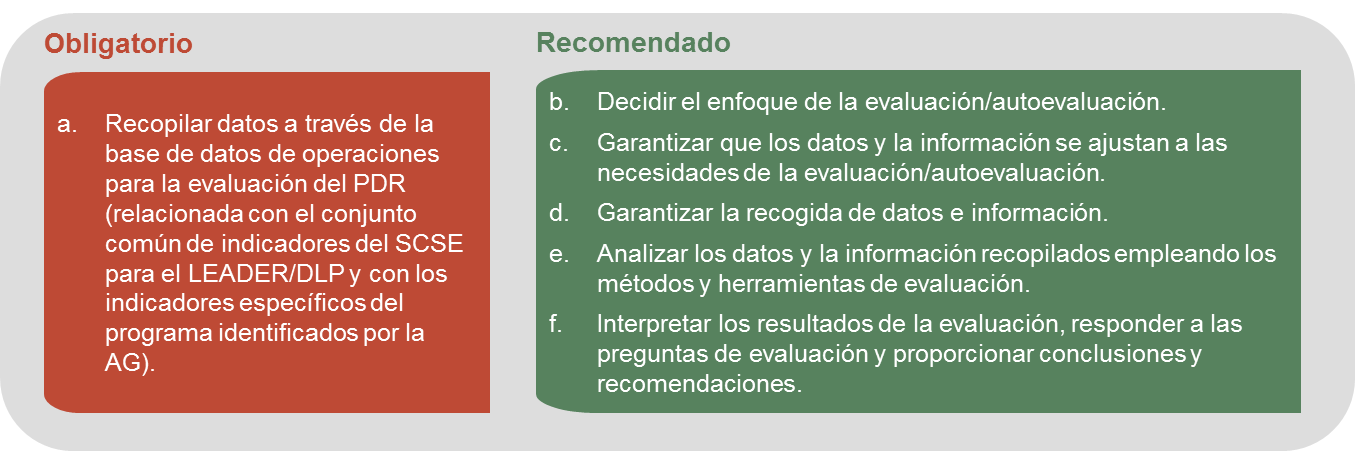 Obligatorio
a. Recopilar datos a través de la
base de datos de operaciones
para la evaluación del PDR
(relacionada con el conjunto
común de indicadores del SCSE
para el LEADER/DLP y con los
indicadores específicos del
programa identificados por la
AG).
Recomendado
b. Decidir el enfoque de la evaluación/autoevaluación.
c. Garantizar que los datos y la información se ajustan a las
necesidades de la evaluación/autoevaluación.
d. Garantizar la recogida de datos e información.
e. Analizar los datos y la información recopilados empleando los
métodos y herramientas de evaluación.
f. Interpretar los resultados de la evaluación, responder a las
preguntas de evaluación y proporcionar conclusiones y
recomendaciones.